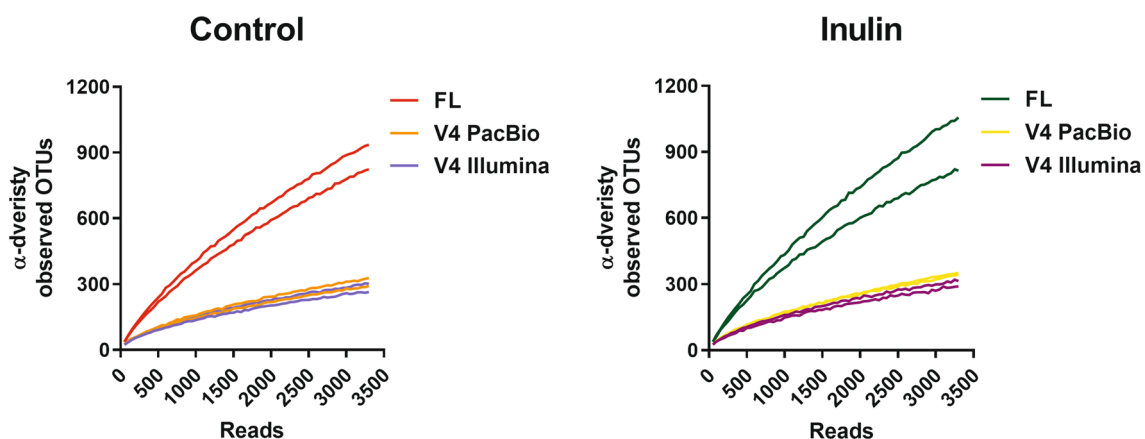 Control
α-dveristy
observed OTUs
1200
900
600
300
0
0
500
1000
1500
2000
2500
3000
3500
Reads
FL
V4 PacBio
V4 Illumina
Inulin
α-dveristy
observed OTUs
1200
900
600
300
0
0
500
1000
1500
2000
2500
3000
3500
Reads
FL
V4 PacBio
V4 Illumina